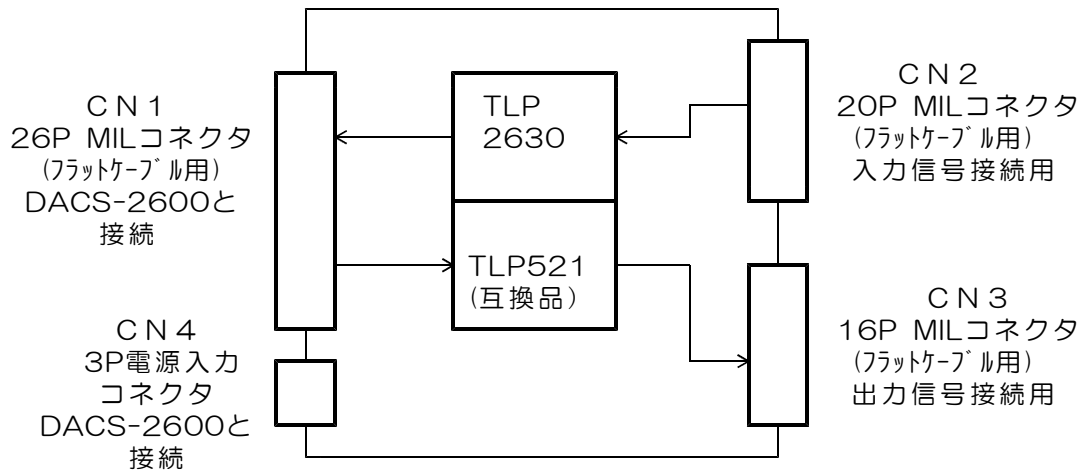 ＣＮ１
26P MILコネクタ
(ﾌﾗｯﾄｹｰﾌﾞﾙ用)
DACS-2600と
接続
ＣＮ４
3P電源入力
コネクタ
DACS-2600と
接続
TLP
2630
TLP521
(互換品)
ＣＮ２
20P MILコネクタ
(ﾌﾗｯﾄｹｰﾌﾞﾙ用)
入力信号接続用
ＣＮ３
16P MILコネクタ
(ﾌﾗｯﾄｹｰﾌﾞﾙ用)
出力信号接続用